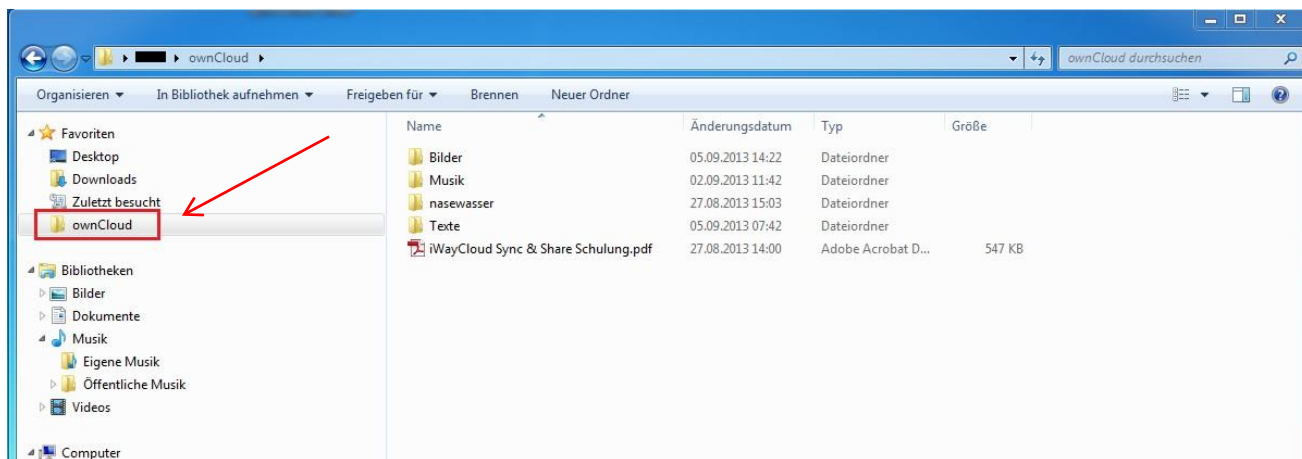 ownCloud
ownCloud durchsuchen
Organisieren In Bibliothek aufnehmen Freigeben für Brennen Neuer Ordner
Favoriten
Desktop
Downloads
Zuletzt besucht
ownCloud
Bibliotheken
Bilder
Dokumente
Musik
Eigene Musik
Öffentliche Musik
Videos
Computer
Name Änderungsdatum Typ Größe
Bilder 05.09.2013 14:22 Dateiordner
Musik 02.09.2013 11:42 Dateiordner
nasewasser 27.08.2013 15:03 Dateiordner
Texte 05.09.2013 07:42 Dateiordner
iWayCloud Sync & Share Schulung.pdf 27.08.2013 14:00 Adobe Acrobat D... 547 KB